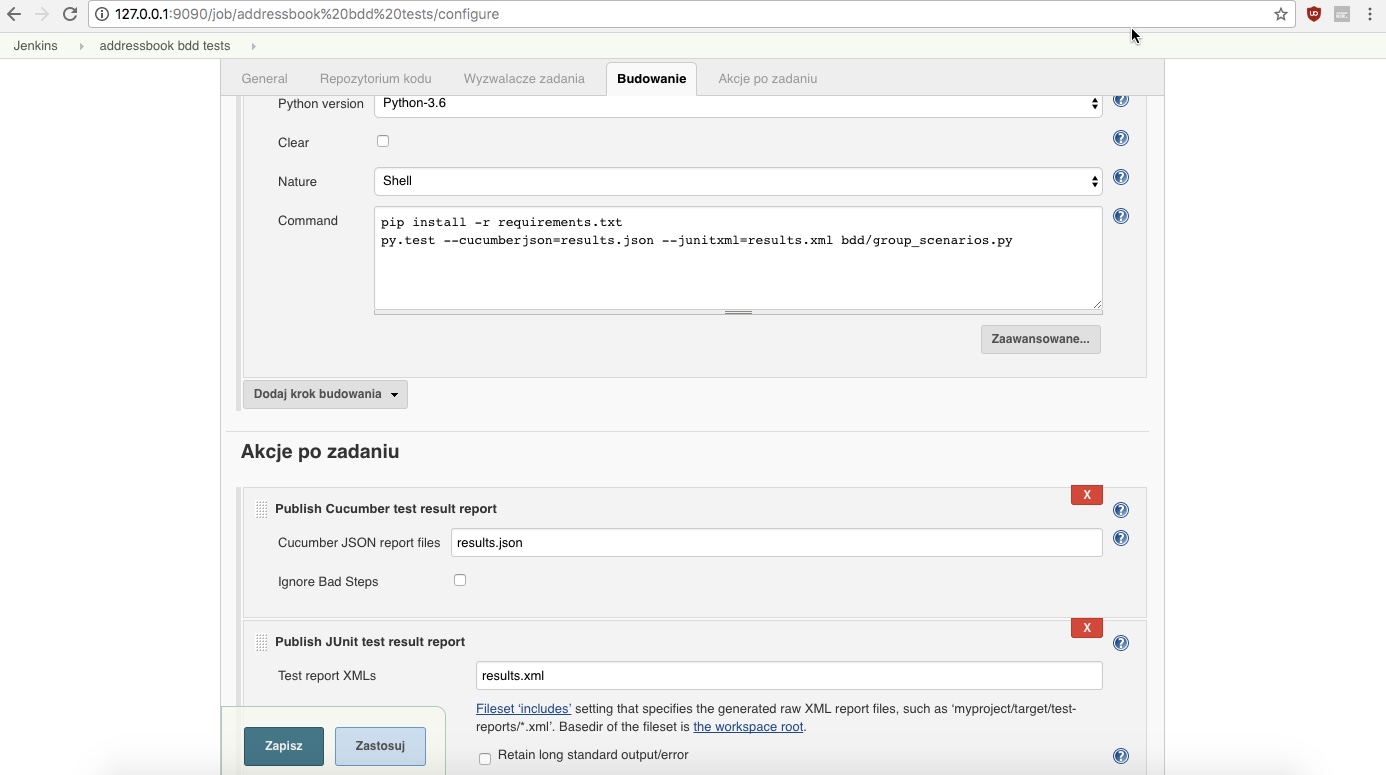 127.0.0.1:9090/job/addressbook%20bdd%20tests/configure
Jenkins addressbook bdd tests
General Repozytorium kodu Wyzwalacze zadania Budowanie Akcje po zadaniu
Python version Python-3.6
Clear
Nature Shell
Command
pip install -r requirements.txt
py.test --cucumberjson=results.json --junitxml=results.xml bdd/group_scenarios.py
Zaawansowane...
Dodaj krok budowania
Akcje po zadaniu
X
Publish Cucumber test result report
Cucumber JSON report files results.json
Ignore Bad Steps
X
Publish JUnit test result report
Test report XMLs results.xml
Fileset ‘includes’ setting that specifies the generated raw XML report files, such as ‘myproject/target/test-
reports/*.xml’. Basedir of the fileset is the workspace root.
Zapisz Zastosuj
Retain long standard output/error